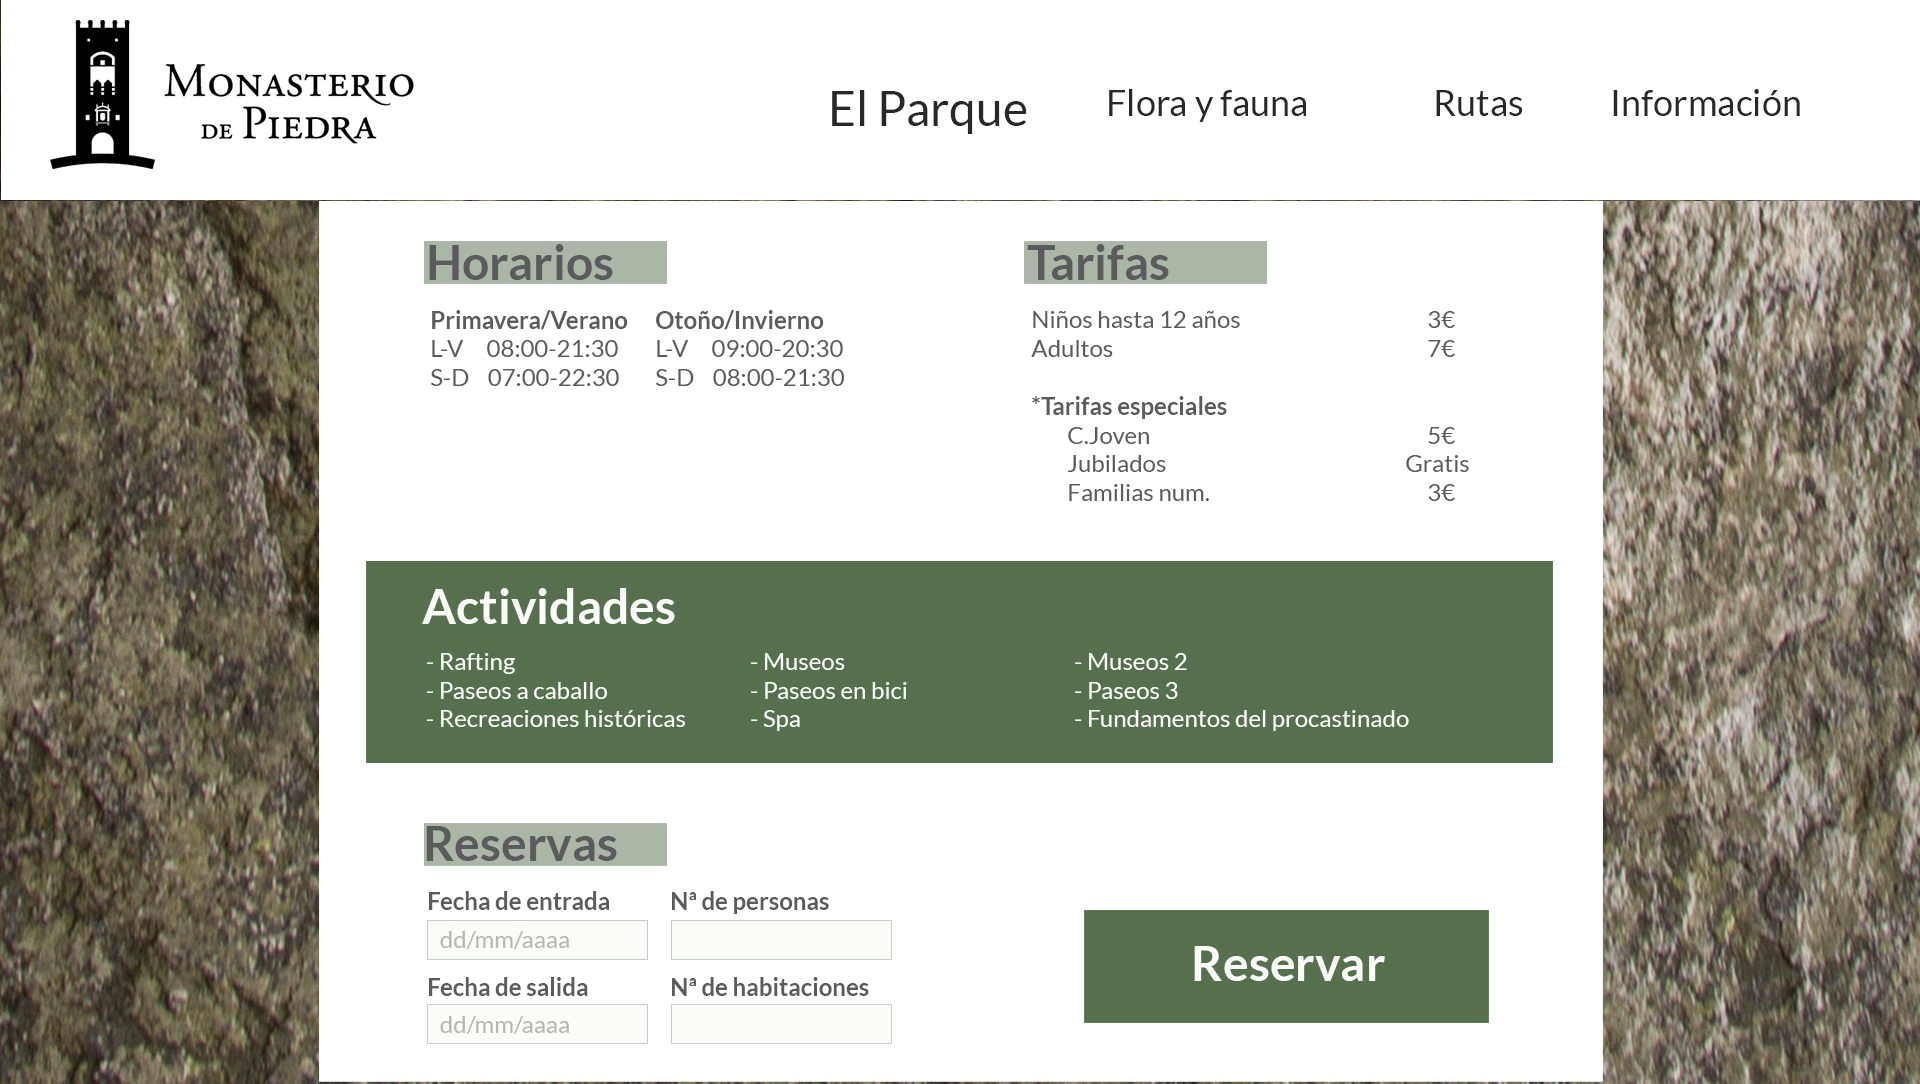 MONASTERIO
DE PIEDRA
El Parque
Flora y fauna
Rutas
Información
Horarios
Primavera/Verano
L-V 08:00-21:30
S-D 07:00-22:30
Otoño/Invierno
L-V 09:00-20:30
S-D 08:00-21:30
Tarifas
Niños hasta 12 años 3€
Adultos 7€
*Tarifas especiales
C.Joven 5€
Jubilados Gratis
Familias num. 3€
Actividades
- Rafting
- Paseos a caballo
- Recreaciones históricas
- Museos
- Paseos en bici
- Spa
- Museos 2
- Paseos 3
- Fundamentos del procastinado
Reservas
Fecha de entrada
dd/mm/aaaa
Nª de personas
Fecha de salida
dd/mm/aaaa
Nª de habitaciones
Reservar